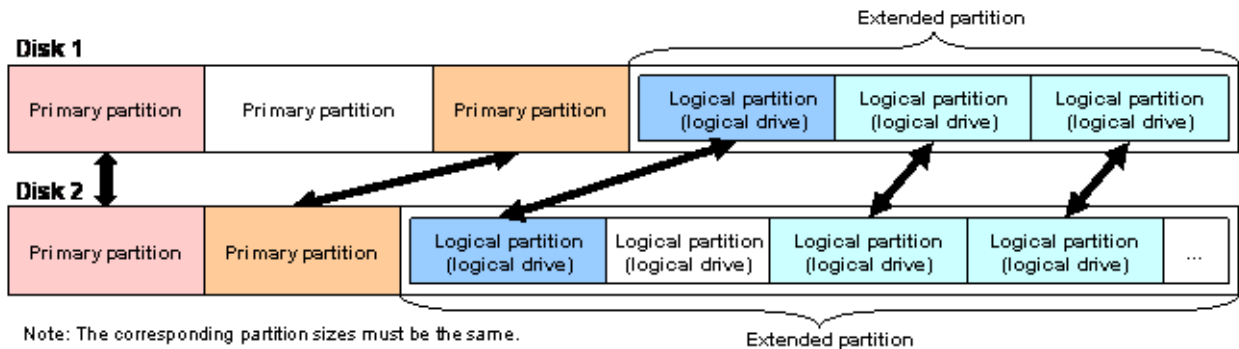 Extended partition
Disk 1
Primary partition
Primary partition
Primary partition
Logical partition
(logical drive)
Logical partition
(logical drive)
Logical partition
(logical drive)
Disk 2
Primary partition
Primary partition
Logical partition
(logical drive)
Logical partition
(logical drive)
Logical partition
(logical drive)
Logical partition
(logical drive)
...
Note: The corresponding partition sizes must be the same.
Extended partition